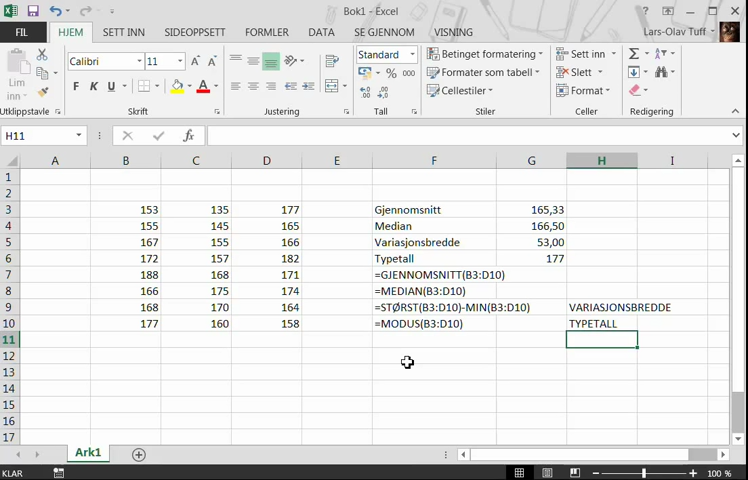 Bok1 - Excel
FIL HJEM SETT INN SIDEOPPSETT FORMLER DATA SE GJENNOM VISNING Lars-Olav Tuff
Lim inn Calibri 11 Standard Betinget formatering Sett inn
F K U A % 000 Formater som tabell Slett
Cellestiler Format
Utklippstavle Skrift Justering Tall Stiler Celler Redigering
H11 fx
A B C D E F G H I
1
2
3 153 135 177 Gjennomsnitt 165,33
4 155 145 165 Median 166,50
5 167 155 166 Variasjonsbredde 53,00
6 172 157 182 Typetall 177
7 188 168 171 =GJENNOMSNITT(B3:D10)
8 166 175 174 =MEDIAN(B3:D10)
9 168 170 164 =STØRST(B3:D10)-MIN(B3:D10) VARIASJONSBREDDE
10 177 160 158 =MODUS(B3:D10) TYPETALL
11
12
13
14
15
16
17
Ark1
KLAR 100 %